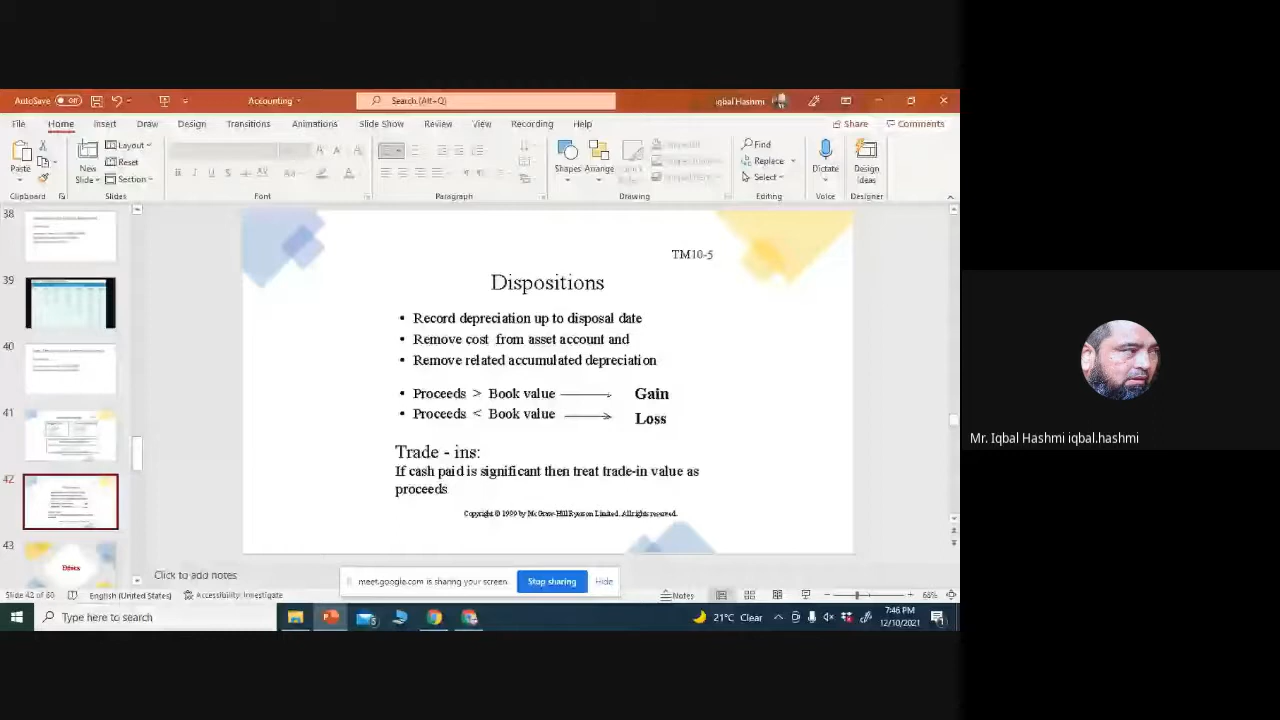 AutoSave Off
Accounting
Search (Alt+Q)
Iqbal Hashmi
File Home Insert Draw Design Transitions Animations Slide Show Review View Recording Help
Share Comments
Paste
New Slide
Layout
Reset
Section
Shapes Arrange
Find
Replace
Select
Dictate
Design Ideas
Clipboard Slides Font Paragraph Drawing Editing Voice Designer
38
39
40
41
42
43
Ethics
TM10-5
Dispositions
• Record depreciation up to disposal date
• Remove cost from asset account and
• Remove related accumulated depreciation
• Proceeds > Book value Gain
• Proceeds < Book value Loss
Trade - ins:
If cash paid is significant then treat trade-in value as
proceeds
Copyright © 1999 by McGraw-Hill Ryerson Limited. All rights reserved.
Click to add notes
meet.google.com is sharing your screen. Stop sharing Hide
Slide 42 of 60 English (United States) Accessibility: Investigate Notes 66%
Type here to search
21°C Clear
7:46 PM
12/10/2021
Mr. Iqbal Hashmi iqbal.hashmi